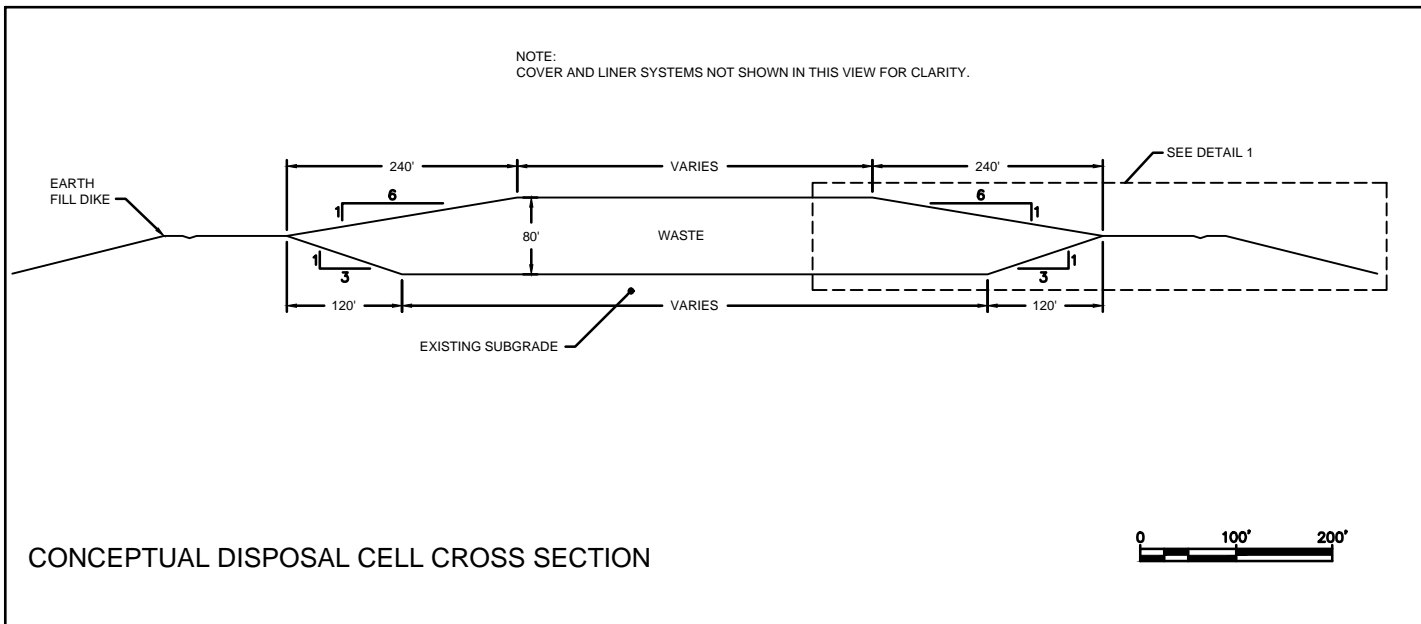 NOTE:
COVER AND LINER SYSTEMS NOT SHOWN IN THIS VIEW FOR CLARITY.
240'
VARIES
240'
SEE DETAIL 1
EARTH
FILL DIKE
6
1
6
1
80'
WASTE
1
3
1
3
120'
VARIES
120'
EXISTING SUBGRADE
CONCEPTUAL DISPOSAL CELL CROSS SECTION
0 100' 200'